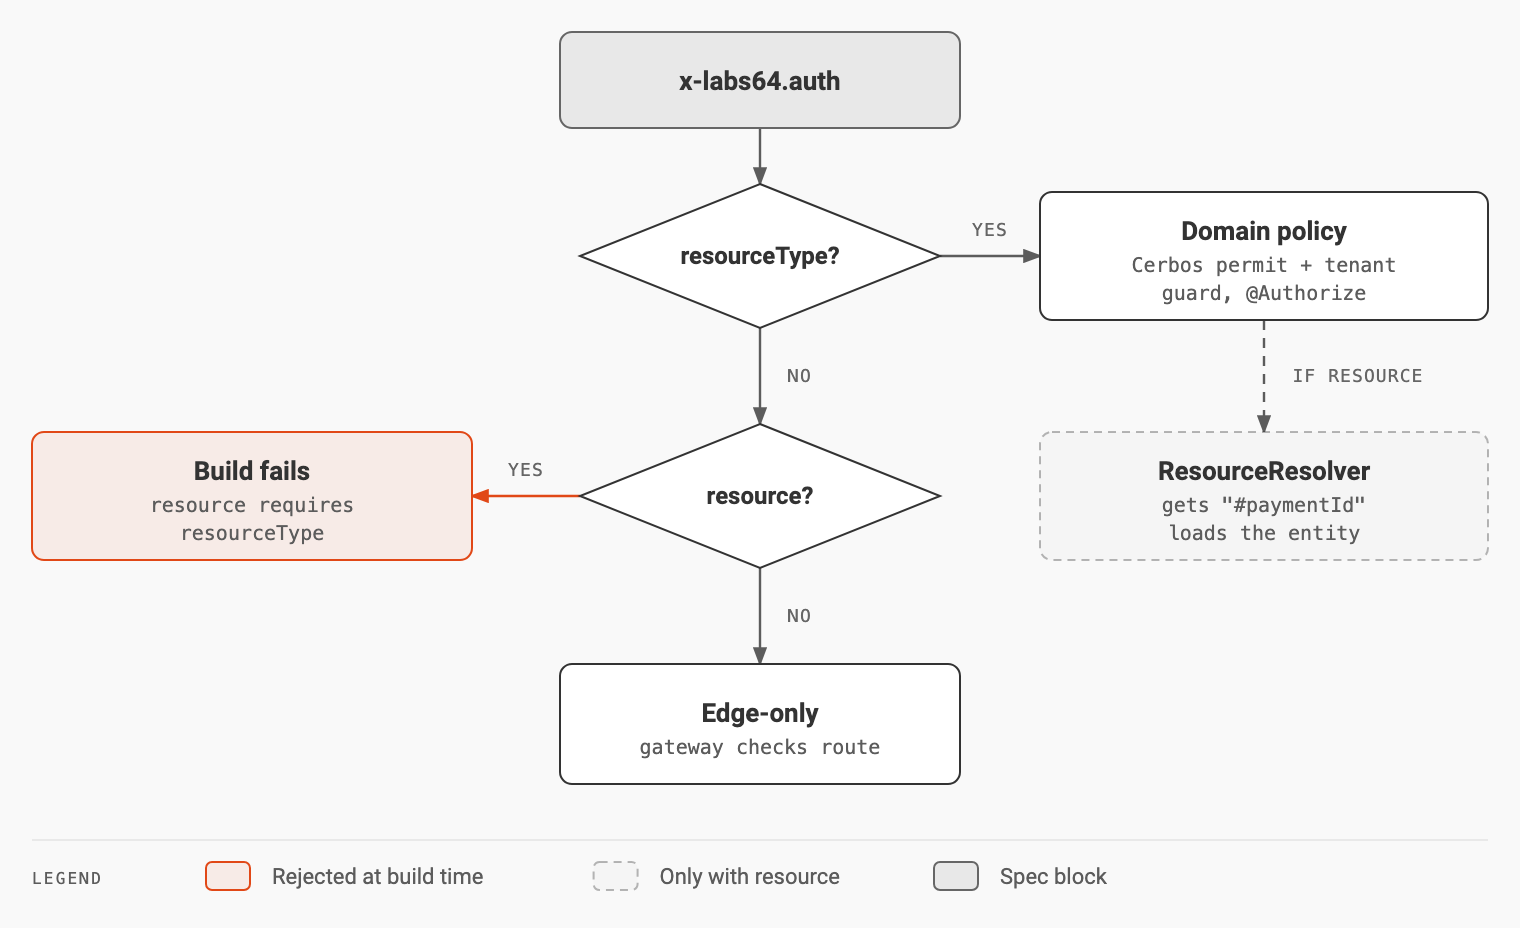 x-labs64.auth
resourceType?
YES
Domain policy
Cerbos permit + tenant
guard, @Authorize
NO
IF RESOURCE
Build fails
resource requires
resourceType
YES
resource?
ResourceResolver
gets "#paymentId"
loads the entity
NO
Edge-only
gateway checks route
LEGEND
Rejected at build time
Only with resource
Spec block